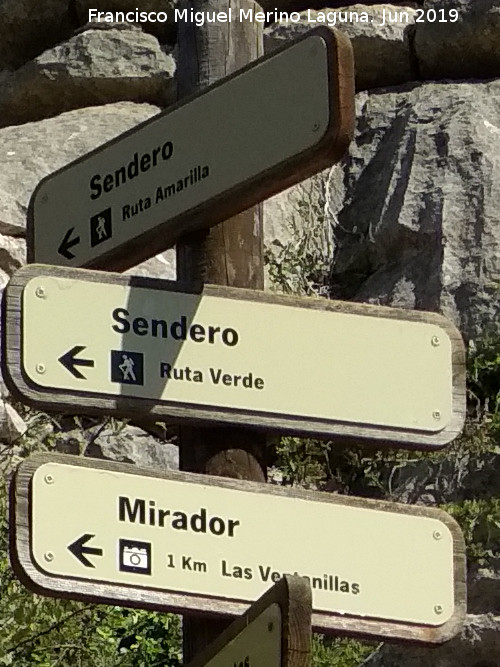 Francisco Miguel Merino Laguna. Jun 2019
Sendero
Ruta Amarilla
Sendero
Ruta Verde
Mirador
1 Km Las Ventanillas